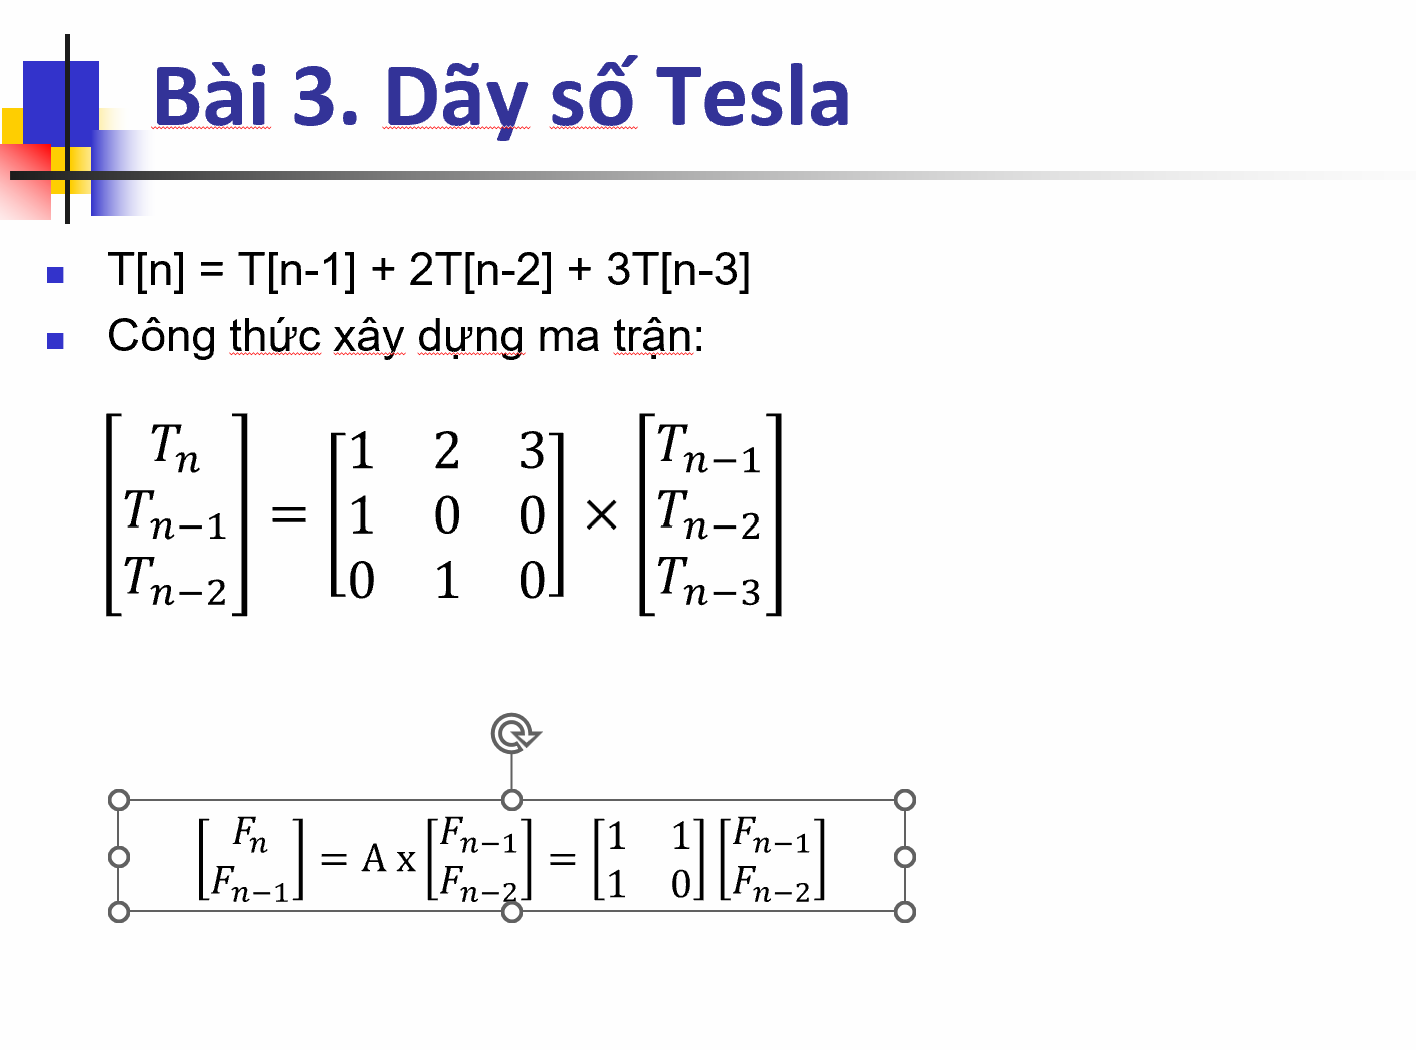 Bài 3. Dãy số Tesla
T[n] = T[n-1] + 2T[n-2] + 3T[n-3]
Công thức xây dựng ma trận:
[T_n; T_{n−1}; T_{n−2}] = [1 2 3; 1 0 0; 0 1 0] × [T_{n−1}; T_{n−2}; T_{n−3}]
[F_n; F_{n−1}] = A x [F_{n−1}; F_{n−2}] = [1 1; 1 0] [F_{n−1}; F_{n−2}]